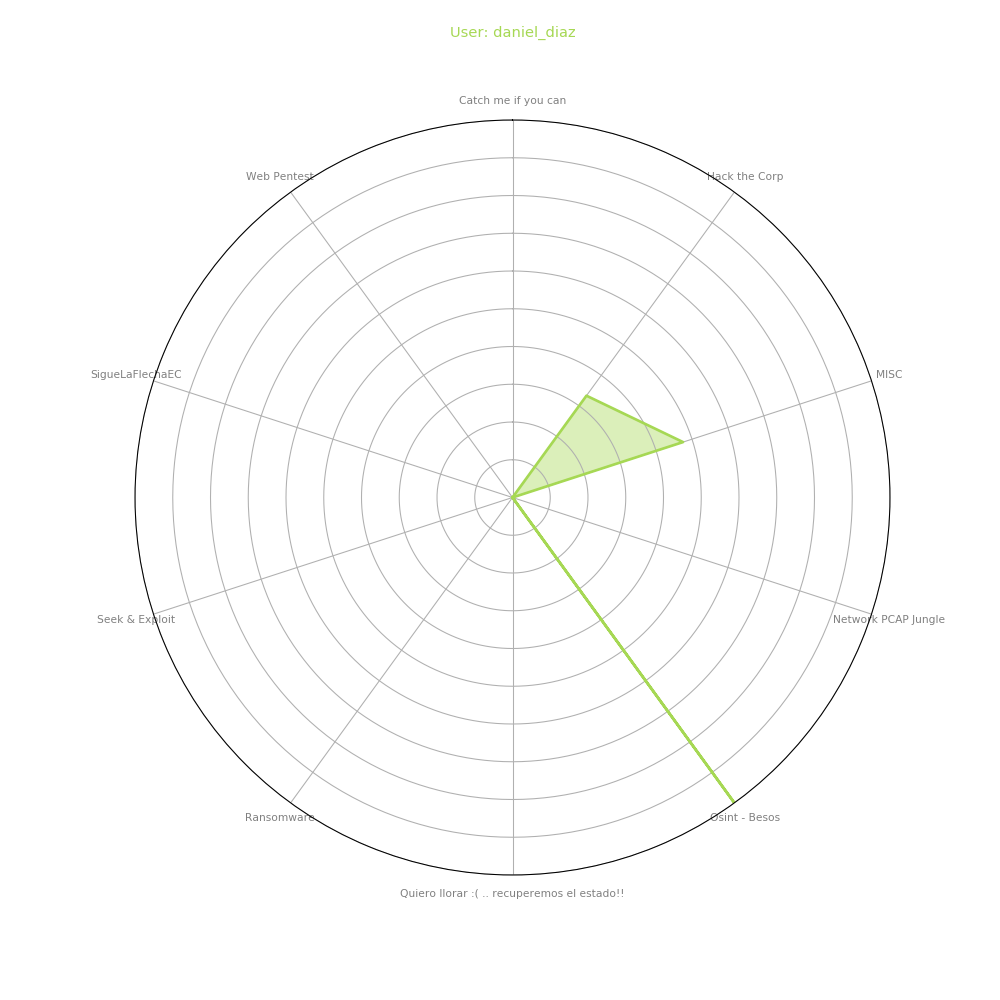 User: daniel_diaz
Catch me if you can
Web Pentest
Hack the Corp
SigueLaFlechaEC
MISC
Seek & Exploit
Network PCAP Jungle
Ransomware
Osint - Besos
Quiero llorar :( .. recuperemos el estado!!